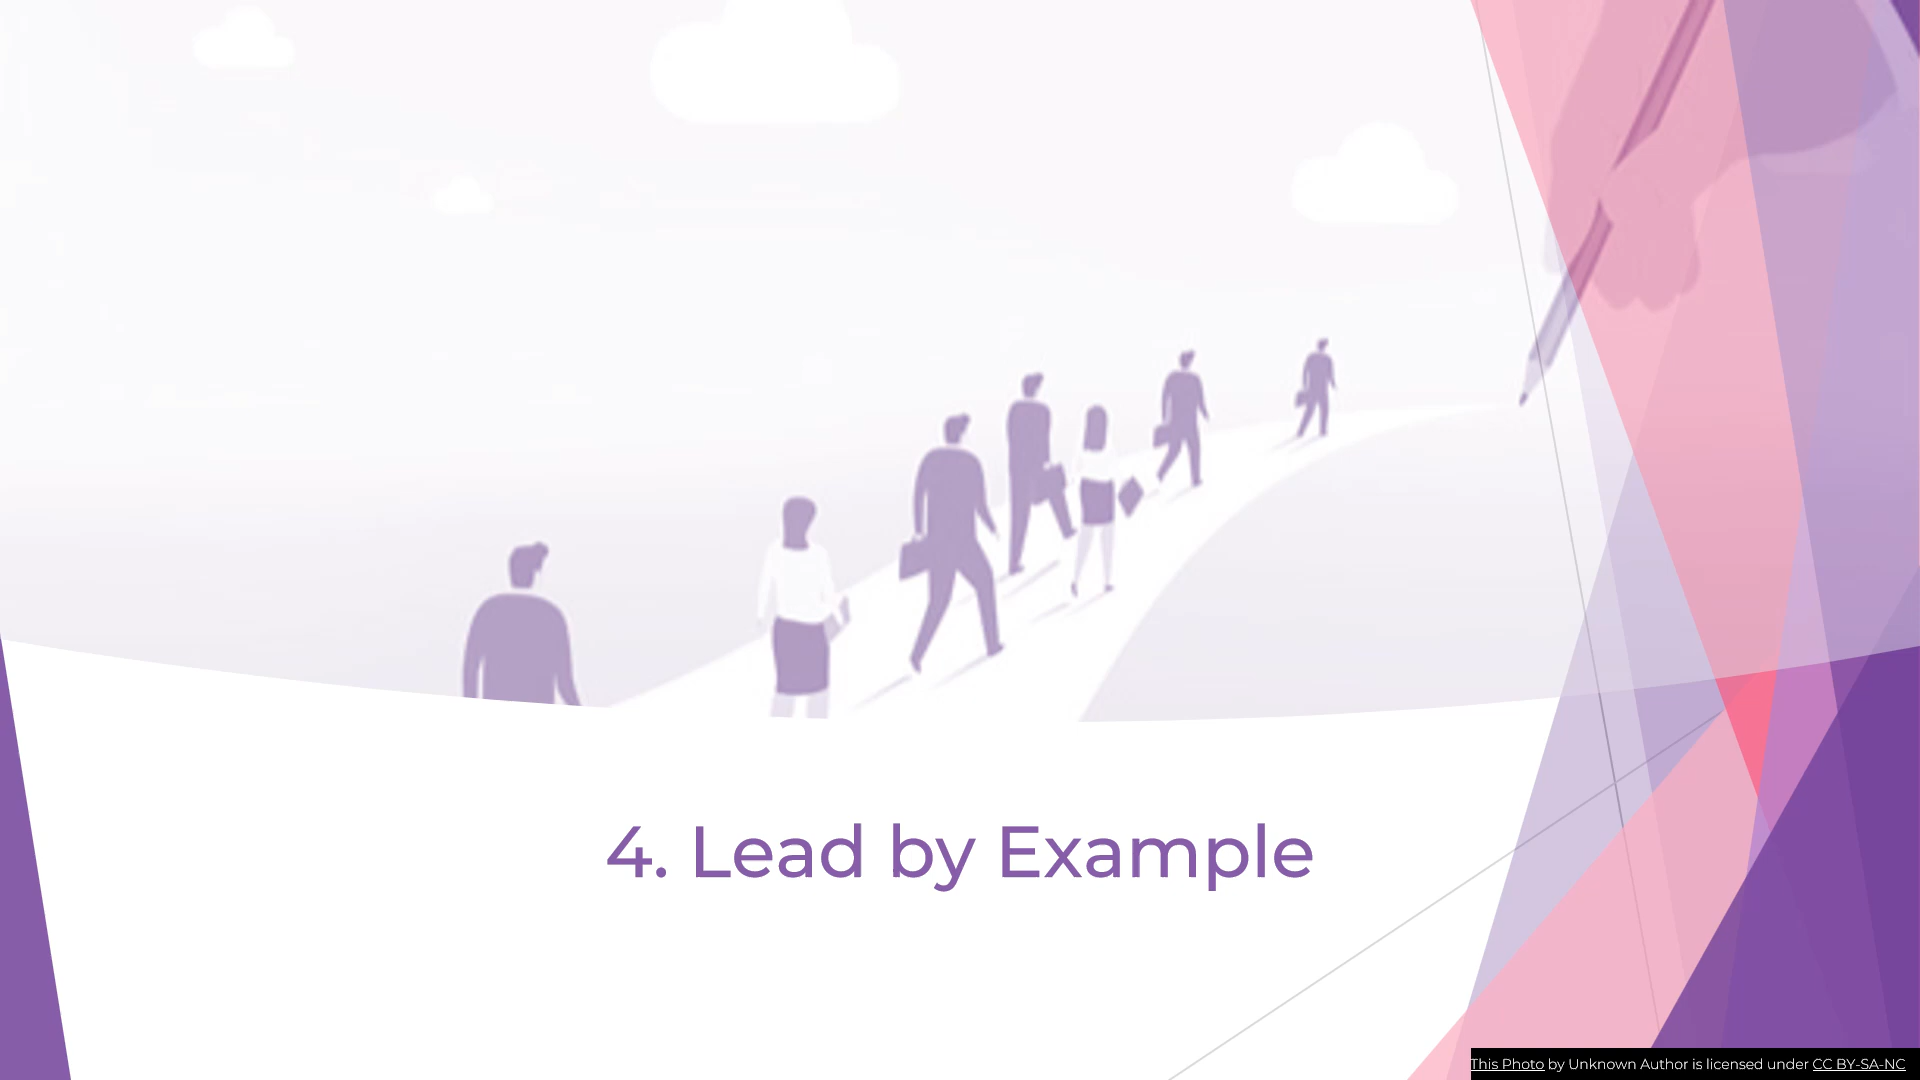 4. Lead by Example
This Photo by Unknown Author is licensed under CC BY-SA-NC